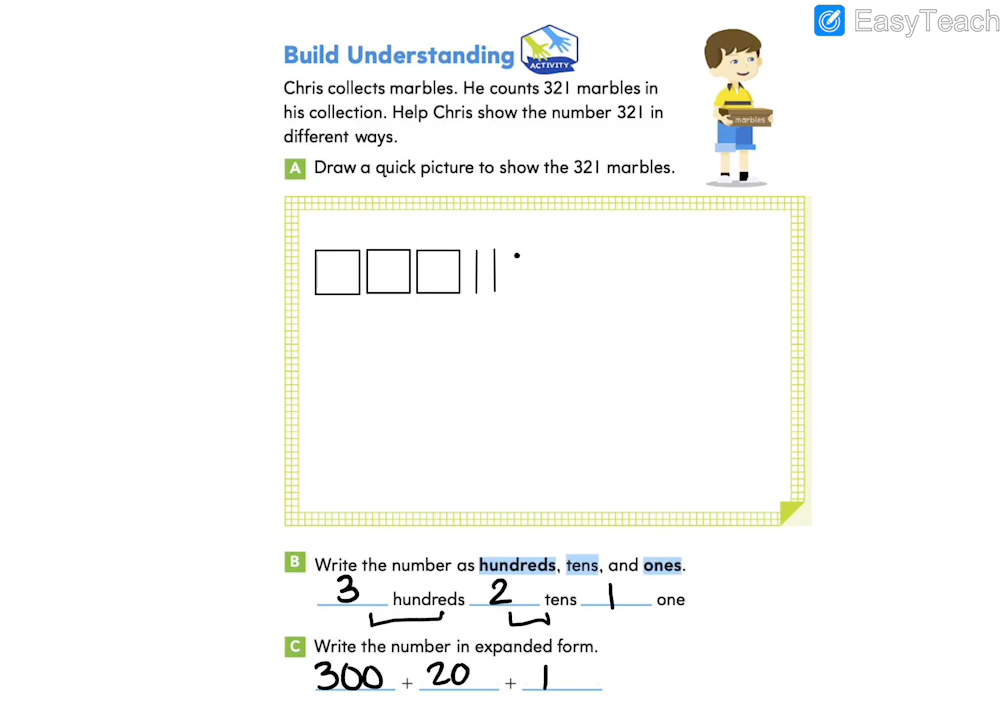 EasyTeach
Build Understanding
ACTIVITY
Chris collects marbles. He counts 321 marbles in
his collection. Help Chris show the number 321 in
different ways.
marbles
A Draw a quick picture to show the 321 marbles.
B Write the number as hundreds, tens, and ones.
3 hundreds 2 tens 1 one
C Write the number in expanded form.
300 + 20 + 1